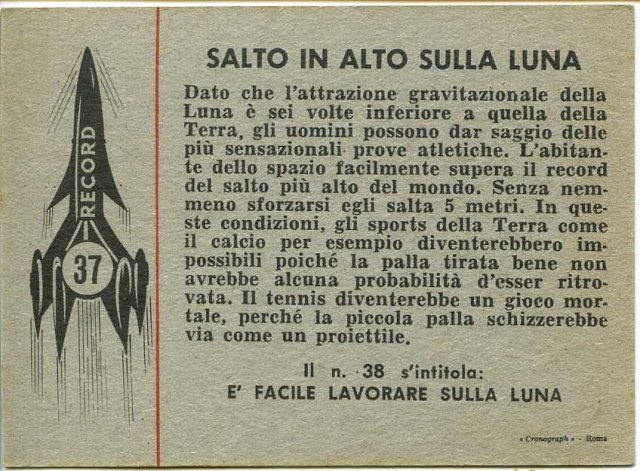 RECORD
37
SALTO IN ALTO SULLA LUNA
Dato che l'attrazione gravitazionale della
Luna è sei volte inferiore a quella della
Terra, gli uomini possono dar saggio delle
più sensazionali prove atletiche. L'abitan-
te dello spazio facilmente supera il record
del salto più alto del mondo. Senza nem-
meno sforzarsi egli salta 5 metri. In que-
ste condizioni, gli sports della Terra come
il calcio per esempio diventerebbero im-
possibili poichè la palla tirata bene non
avrebbe alcuna probabilità d'esser ritro-
vata. Il tennis diventerebbe un gioco mor-
tale, perchè la piccola palla schizzerebbe
via come un proiettile.
Il n. 38 s'intitola:
E' FACILE LAVORARE SULLA LUNA
« Cronograph » - Roma